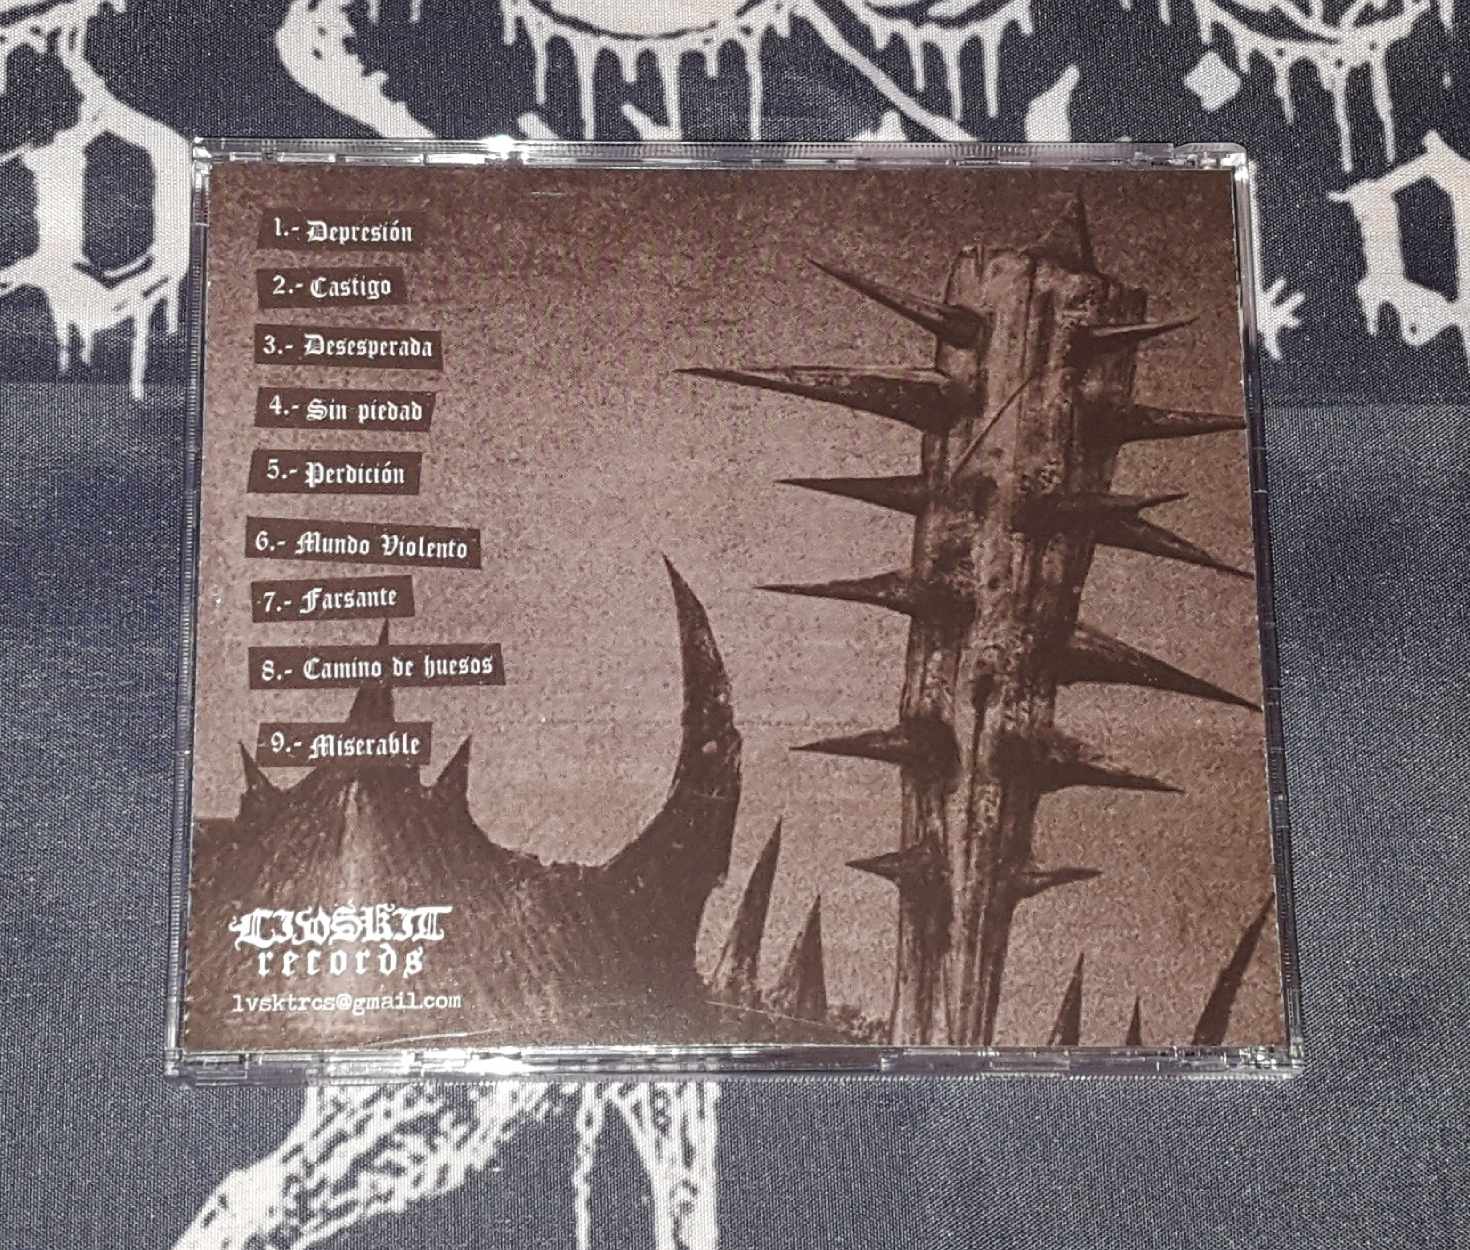 1.- Depresión
2.- Castigo
3.- Desesperada
4.- Sin piedad
5.- Perdición
6.- Mundo Violento
7.- Farsante
8.- Camino de huesos
9.- Miserable
LIVSKIT
records
lvsktrcs@gmail.com